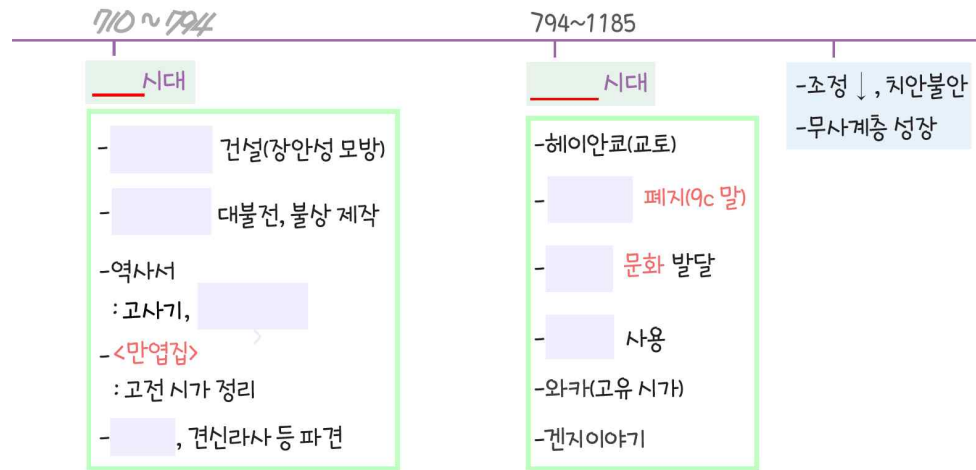 710 ~ 794
시대
- 건설(장안성 모방)
- 대불전, 불상 제작
-역사서
: 고사기,
-<만엽집>
: 고전 시가 정리
- , 견신라사 등 파견
794~1185
시대
-헤이안쿄(교토)
- 폐지(9c 말)
- 문화 발달
- 사용
-와카(고유 시가)
-겐지이야기
-조정↓, 치안불안
-무사계층 성장